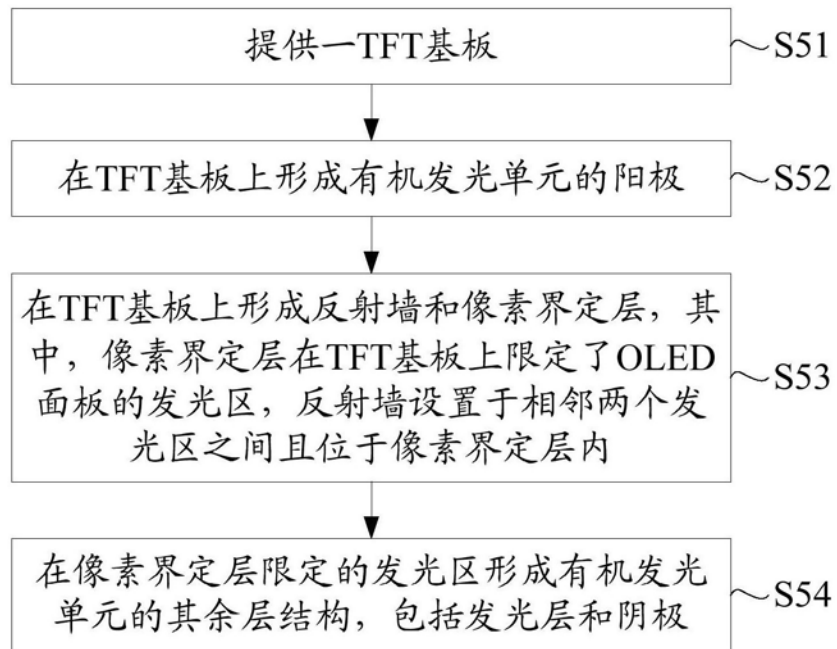 提供一TFT基板
S51
在TFT基板上形成有机发光单元的阳极
S52
在TFT基板上形成反射墙和像素界定层，其
中，像素界定层在TFT基板上限定了OLED
面板的发光区，反射墙设置于相邻两个发
光区之间且位于像素界定层内
S53
在像素界定层限定的发光区形成有机发光
单元的其余层结构，包括发光层和阴极
S54